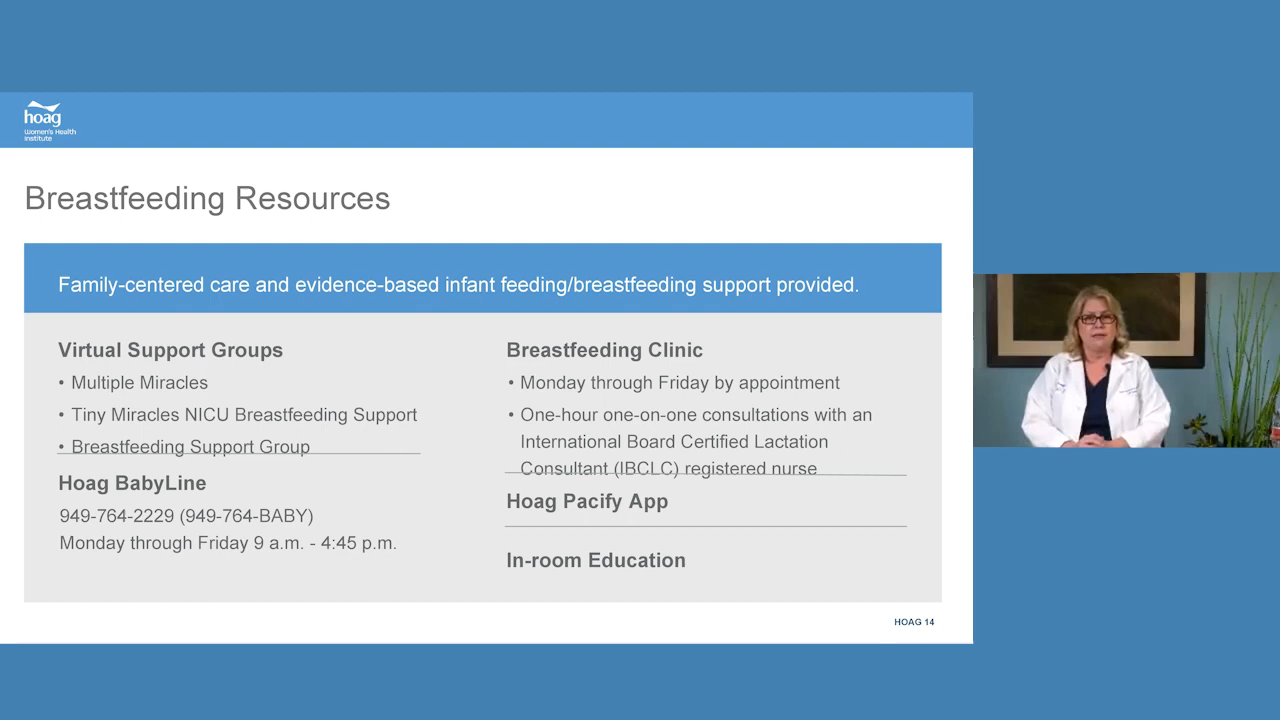 hoag
Women's Health
Institute
Breastfeeding Resources
Family-centered care and evidence-based infant feeding/breastfeeding support provided.
Virtual Support Groups
• Multiple Miracles
• Tiny Miracles NICU Breastfeeding Support
• Breastfeeding Support Group
Hoag BabyLine
949-764-2229 (949-764-BABY)
Monday through Friday 9 a.m. - 4:45 p.m.
Breastfeeding Clinic
• Monday through Friday by appointment
• One-hour one-on-one consultations with an
International Board Certified Lactation
Consultant (IBCLC) registered nurse
Hoag Pacify App
In-room Education
HOAG 14